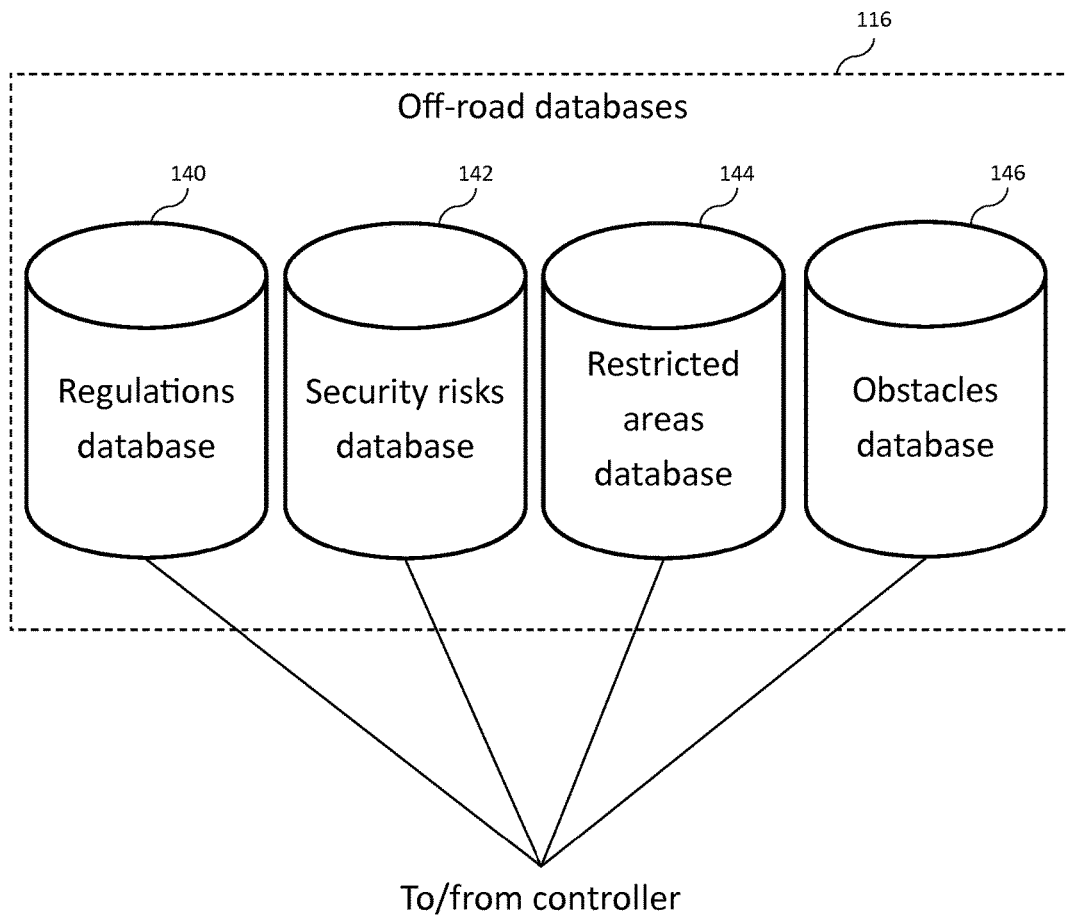 116
Off-road databases
140
142
144
146
Regulations
database
Security risks
database
Restricted
areas
database
Obstacles
database
To/from controller